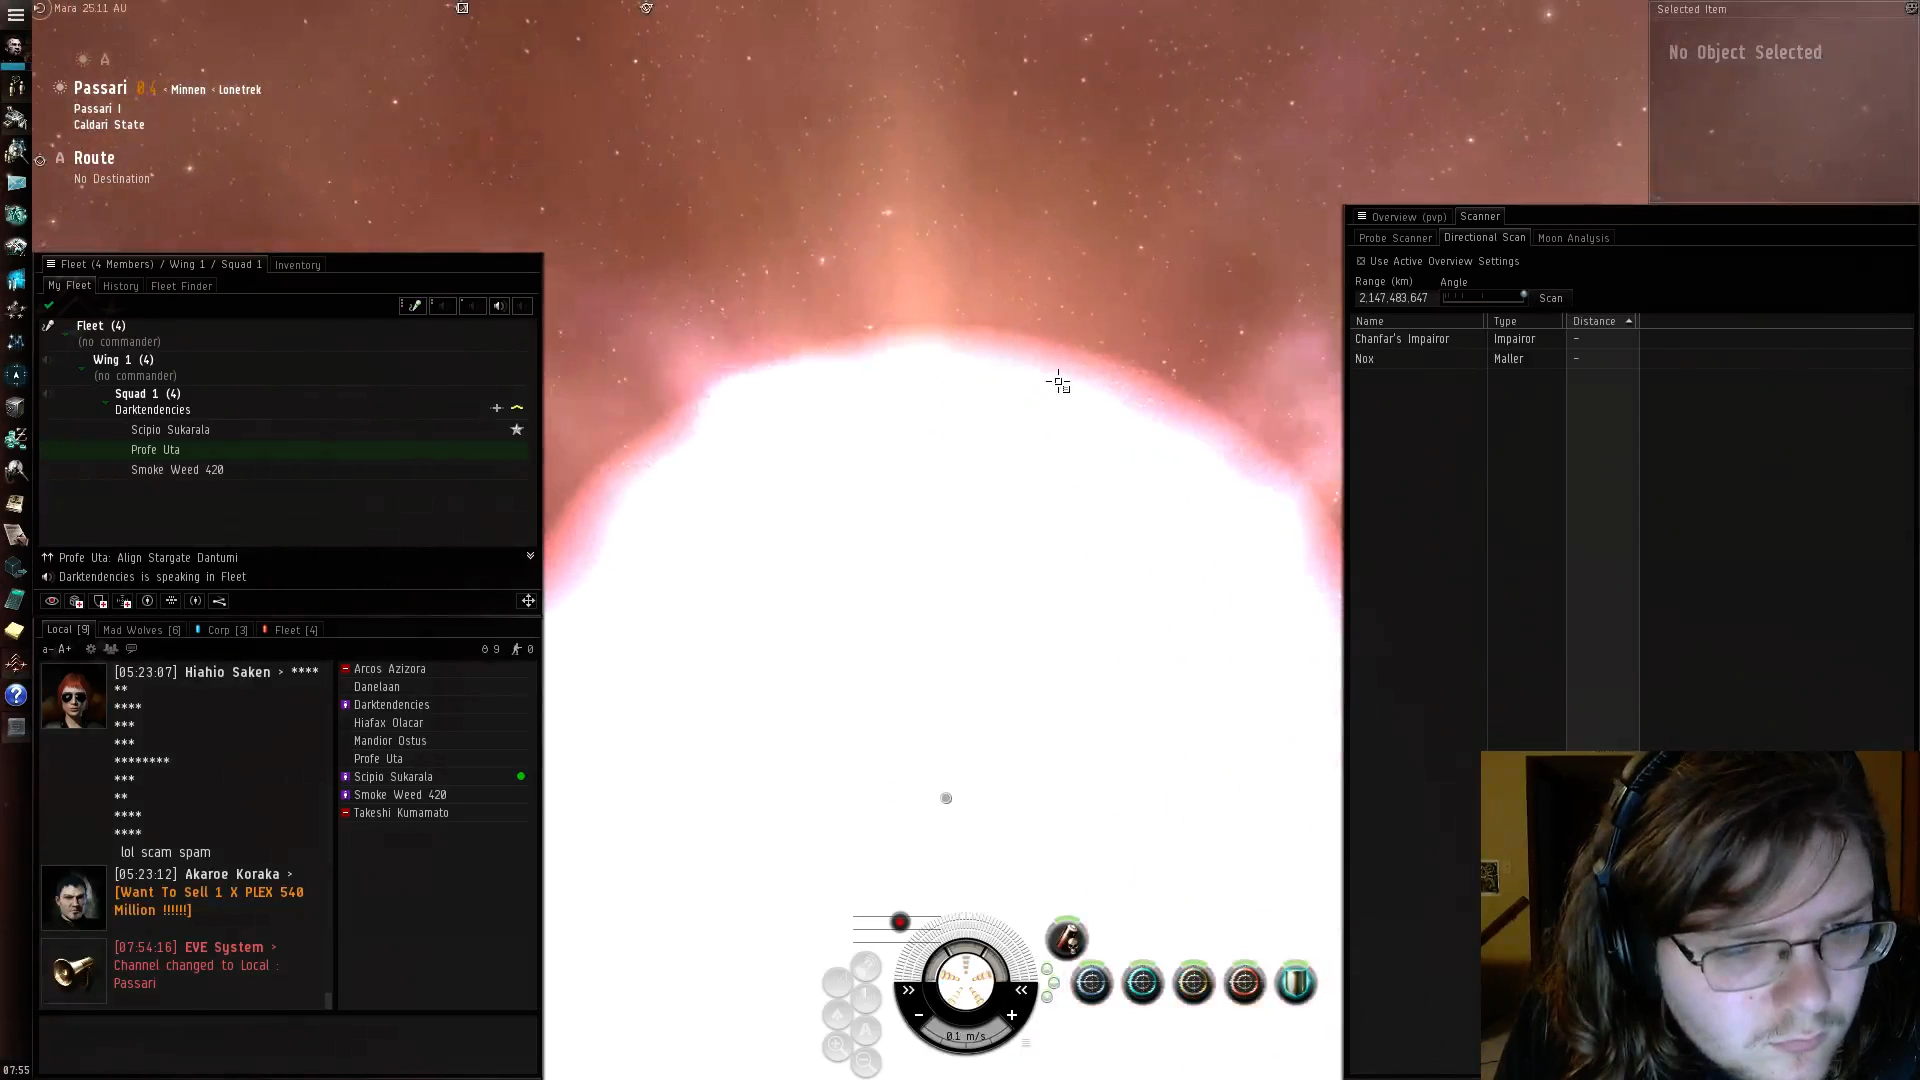 Mara 25.11 AU
A
Passari 0.4 < Minnen < Lonetrek
Passari I
Caldari State
A Route
No Destination*
Selected Item
No Object Selected
Fleet (4 Members) / Wing 1 / Squad 1
Inventory
My Fleet
History
Fleet Finder
Fleet (4)
(no commander)
Wing 1 (4)
(no commander)
Squad 1 (4)
Darktendencies
Scipio Sukarala
Profe Uta
Smoke Weed 420
Profe Uta: Align Stargate Dantumi
Darktendencies is speaking in Fleet
Local [9]
Mad Wolves [6]
Corp [3]
Fleet [4]
a- A+
9
0
[05:23:07] Hiahio Saken > ****
**
****
***
***
********
***
**
****
****
lol scam spam
[05:23:12] Akaroe Koraka >
[Want To Sell 1 X PLEX 540
Million !!!!!!]
[07:54:16] EVE System >
Channel changed to Local :
Passari
Arcos Azizora
Danelaan
Darktendencies
Hiafax Olacar
Mandior Ostus
Profe Uta
Scipio Sukarala
Smoke Weed 420
Takeshi Kumamato
07:55
Overview (pvp)
Scanner
Probe Scanner
Directional Scan
Moon Analysis
Use Active Overview Settings
Range (km)
Angle
2,147,483,647
Scan
Name
Type
Distance
Chanfar's Impairor
Impairor
-
Nox
Maller
-
0.1 m/s